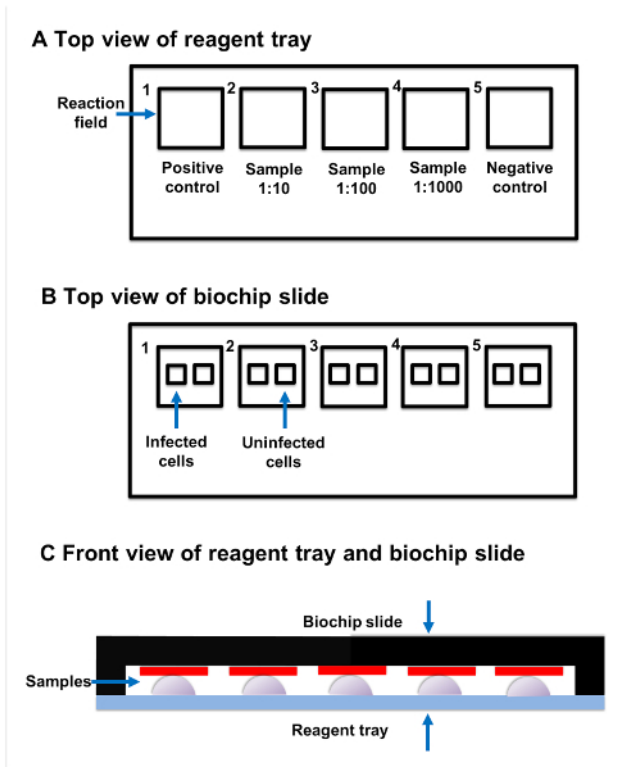 A Top view of reagent tray
1 2 3 4 5
Reaction
field
Positive
control
Sample
1:10
Sample
1:100
Sample
1:1000
Negative
control
B Top view of biochip slide
1 2 3 4 5
Infected
cells
Uninfected
cells
C Front view of reagent tray and biochip slide
Biochip slide
Samples
Reagent tray